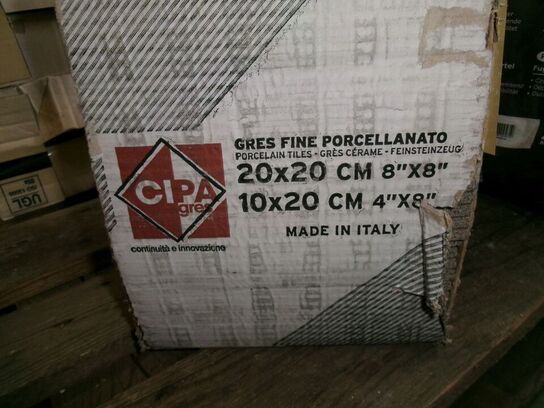 CIPA
gres
continuità e innovazione
GRES FINE PORCELLANATO
PORCELAIN TILES - GRÈS CÉRAME - FEINSTEINZEUG
20x20 CM 8"X8"
10x20 CM 4"X8"
MADE IN ITALY
UGL